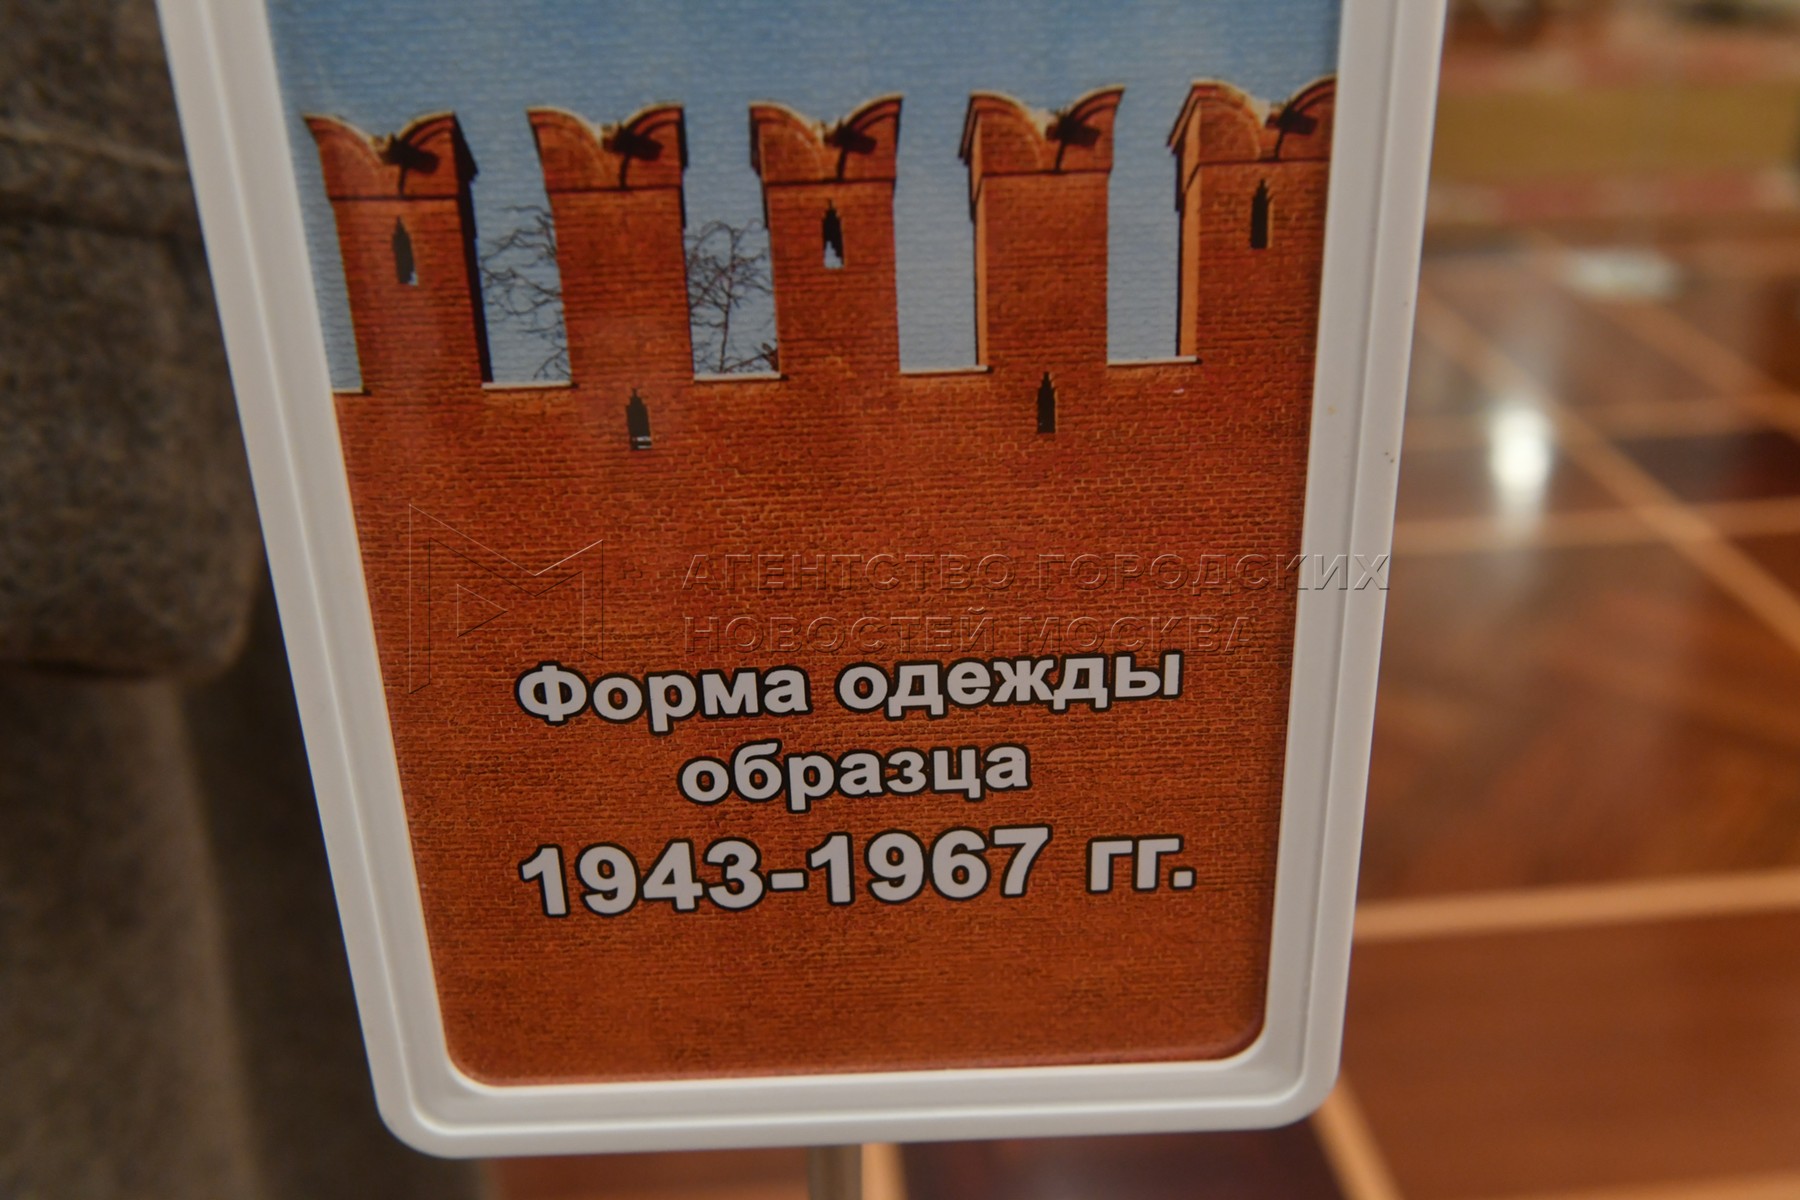 АГЕНТСТВО ГОРОДСКИХ
НОВОСТЕЙ МОСКВА
Форма одежды
образца
1943-1967 гг.